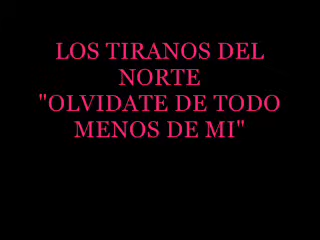 LOS TIRANOS DEL
NORTE
"OLVIDATE DE TODO
MENOS DE MI"